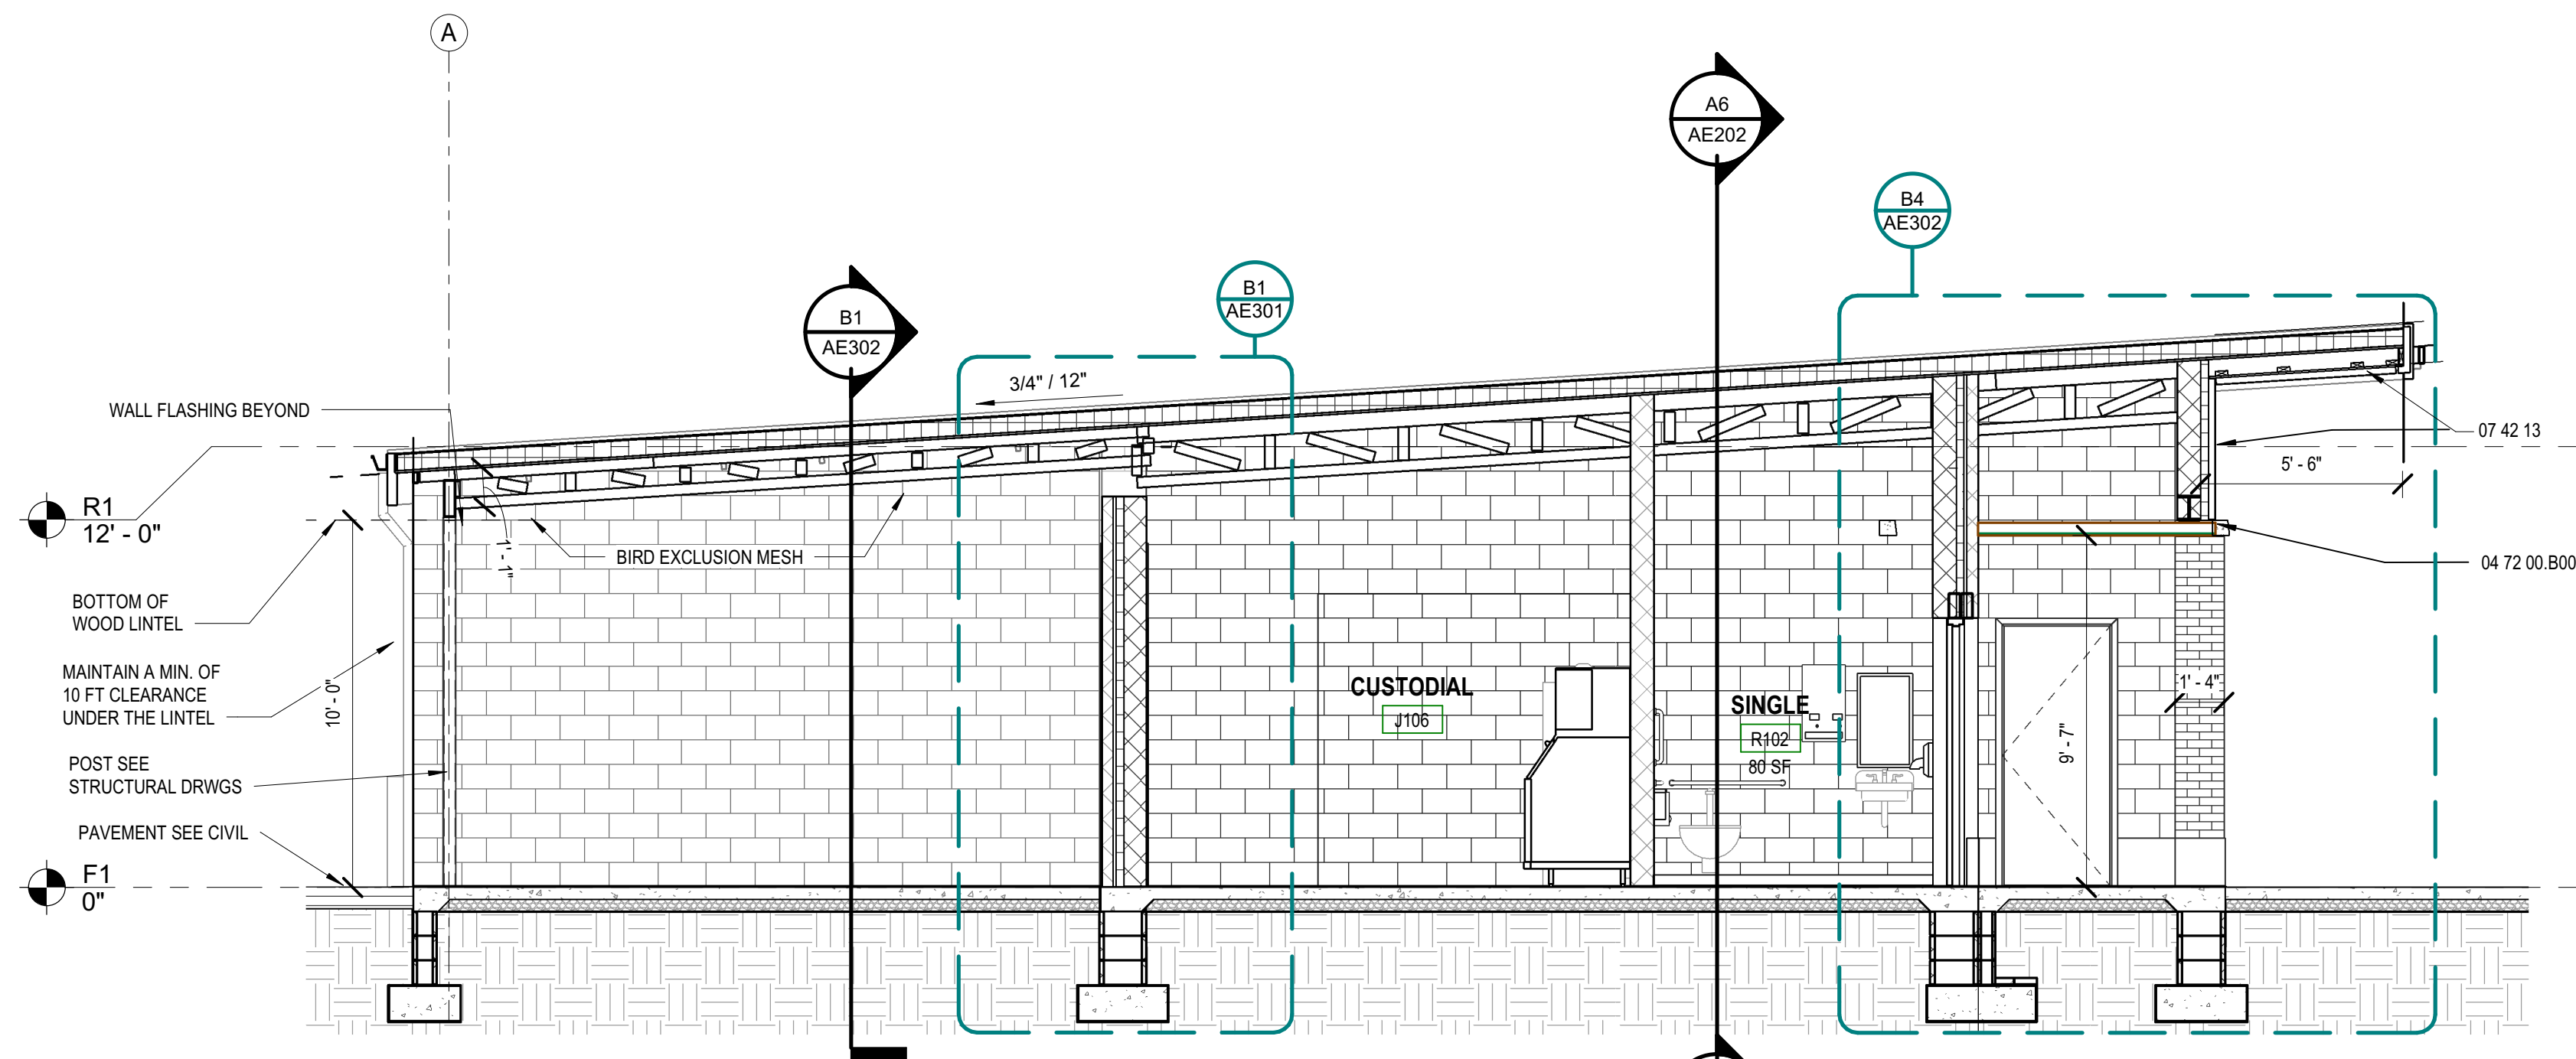 A
A6
AE202
B4
AE302
B1
AE301
B1
AE302
3/4" / 12"
WALL FLASHING BEYOND
07 42 13
5' - 6"
R1
12' - 0"
1' - 1"
BIRD EXCLUSION MESH
04 72 00.B00
BOTTOM OF
WOOD LINTEL
MAINTAIN A MIN. OF
10 FT CLEARANCE
UNDER THE LINTEL
10' - 0"
CUSTODIAL
J106
SINGLE
R102
80 SF
1' - 4"
9' - 7"
POST SEE
STRUCTURAL DRWGS
PAVEMENT SEE CIVIL
F1
0"